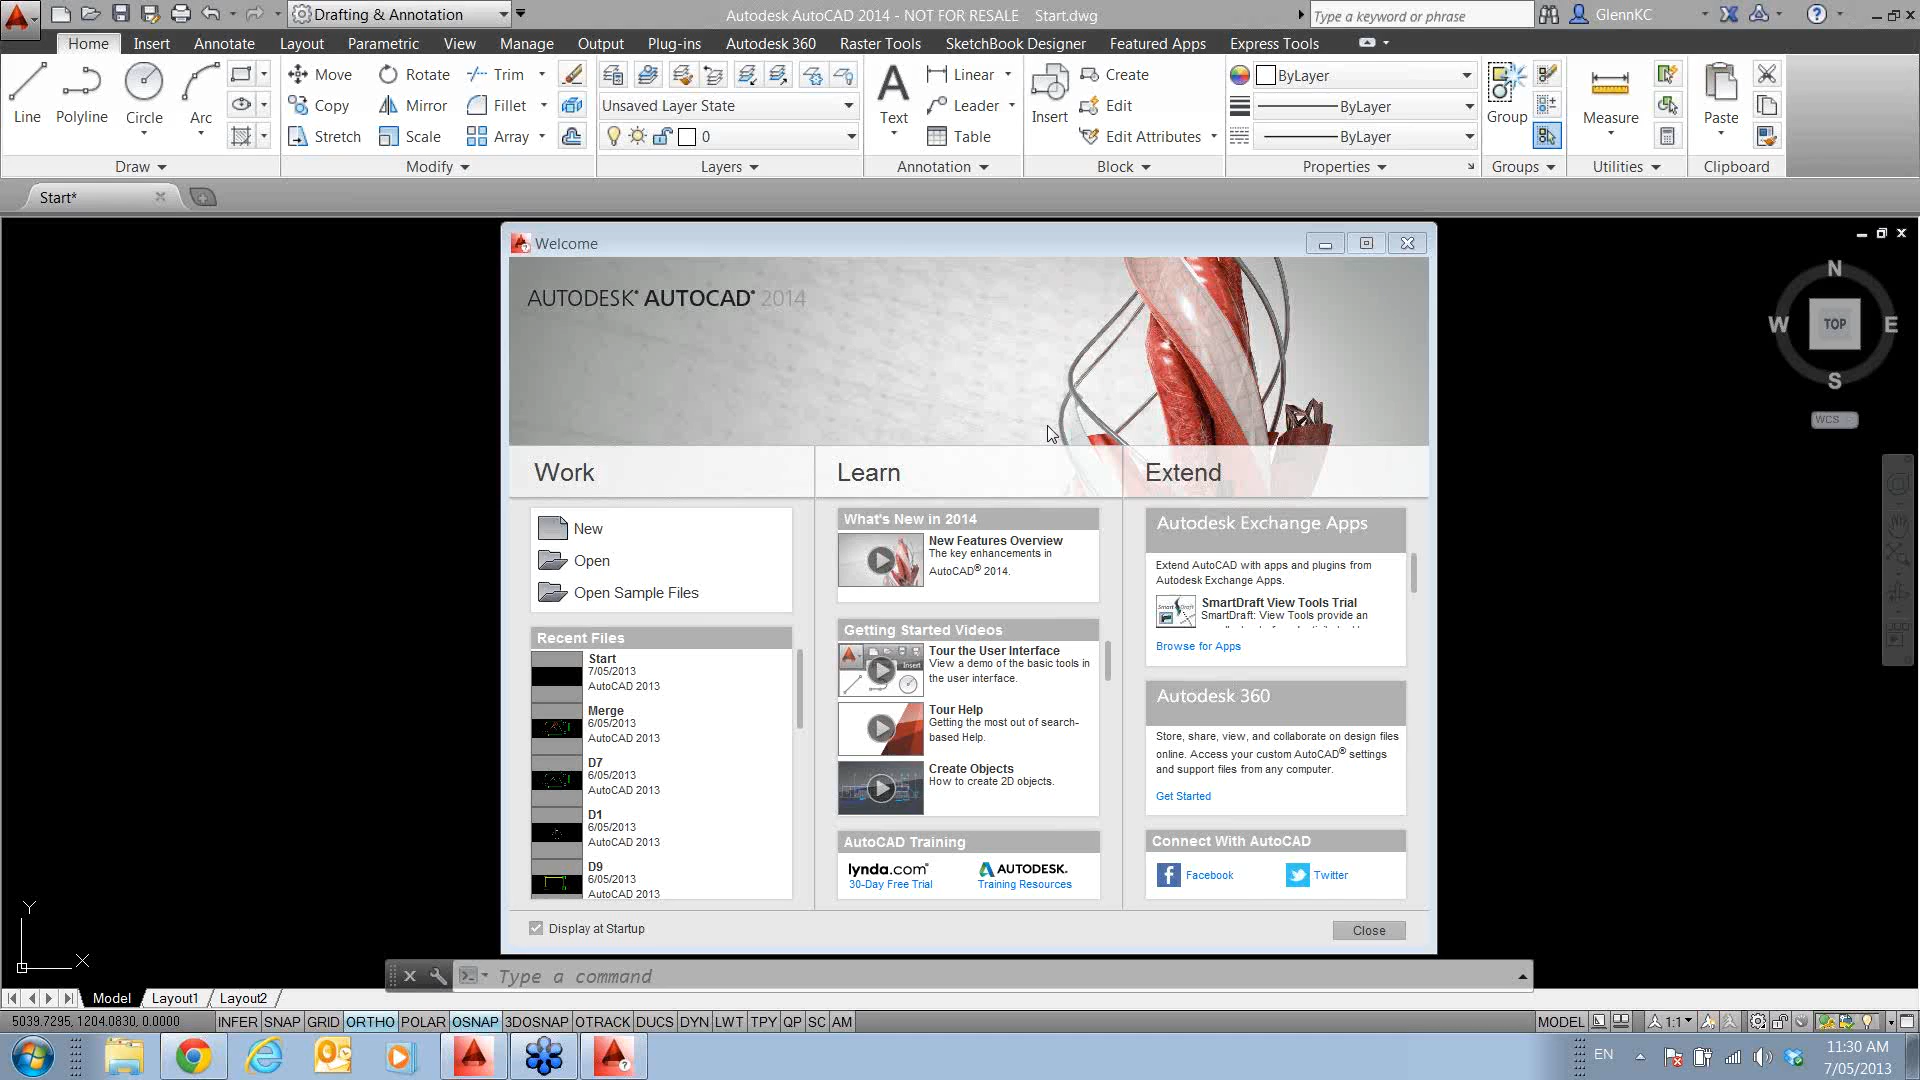 Drafting & Annotation
Autodesk AutoCAD 2014 - NOT FOR RESALE Start.dwg
Type a keyword or phrase
GlennKC
Home Insert Annotate Layout Parametric View Manage Output Plug-ins Autodesk 360 Raster Tools SketchBook Designer Featured Apps Express Tools
Line Polyline Circle Arc
Move Rotate Trim
Copy Mirror Fillet
Stretch Scale Array
Unsaved Layer State
0
Text
Linear
Leader
Table
Insert
Create
Edit
Edit Attributes
ByLayer
ByLayer
ByLayer
Group
Measure
Paste
Draw Modify Layers Annotation Block Properties Groups Utilities Clipboard
Start*
Welcome
AUTODESK® AUTOCAD® 2014
N
W TOP E
S
WCS
Work
New
Open
Open Sample Files
Recent Files
Start
7/05/2013
AutoCAD 2013
Merge
6/05/2013
AutoCAD 2013
D7
6/05/2013
AutoCAD 2013
D1
6/05/2013
AutoCAD 2013
D9
6/05/2013
AutoCAD 2013
Learn
What's New in 2014
New Features Overview
The key enhancements in
AutoCAD® 2014.
Getting Started Videos
Tour the User Interface
View a demo of the basic tools in
the user interface.
Insert
Tour Help
Getting the most out of search-
based Help.
Create Objects
How to create 2D objects.
AutoCAD Training
lynda.com®
30-Day Free Trial
AUTODESK.
Training Resources
Extend
Autodesk Exchange Apps
Extend AutoCAD with apps and plugins from
Autodesk Exchange Apps.
SmartDraft View Tools Trial
SmartDraft: View Tools provide an
Browse for Apps
Autodesk 360
Store, share, view, and collaborate on design files
online. Access your custom AutoCAD® settings
and support files from any computer.
Get Started
Connect With AutoCAD
Facebook Twitter
Display at Startup
Close
Y
X
Type a command
Model Layout1 Layout2
5039.7295, 1204.0830, 0.0000
INFER SNAP GRID ORTHO POLAR OSNAP 3DOSNAP OTRACK DUCS DYN LWT TPY QP SC AM
MODEL
1:1
EN
11:30 AM
7/05/2013